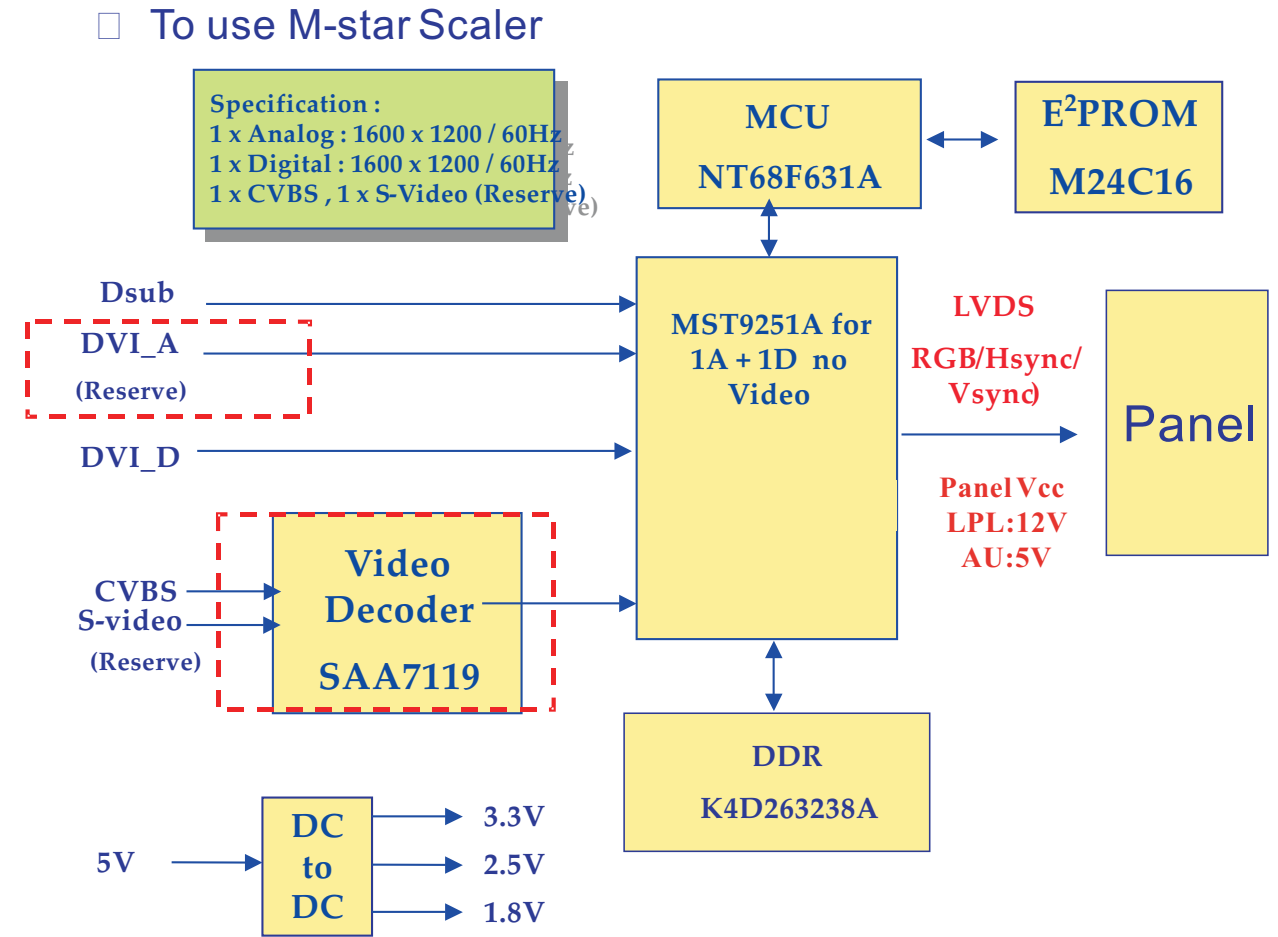 To use M-star Scaler
Specification :
1 x Analog : 1600 x 1200 / 60Hz
1 x Digital : 1600 x 1200 / 60Hz
1 x CVBS , 1 x S-Video (Reserve)
MCU
NT68F631A
E²PROM
M24C16
Dsub
DVI_A
(Reserve)
DVI_D
MST9251A for
1A + 1D no
Video
LVDS
RGB/Hsync/
Vsync)
Panel Vcc
LPL:12V
AU:5V
Panel
CVBS
S-video
(Reserve)
Video
Decoder
SAA7119
DDR
K4D263238A
5V
DC
to
DC
3.3V
2.5V
1.8V